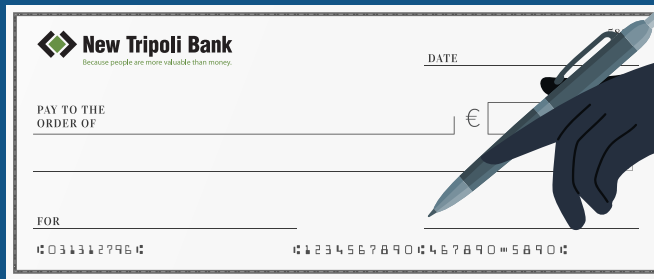 New Tripoli Bank
Because people are more valuable than money.
DATE
PAY TO THE
ORDER OF
€
FOR
⑆031312796⑆ ⑆1234567890⑆467890⑉5890⑆